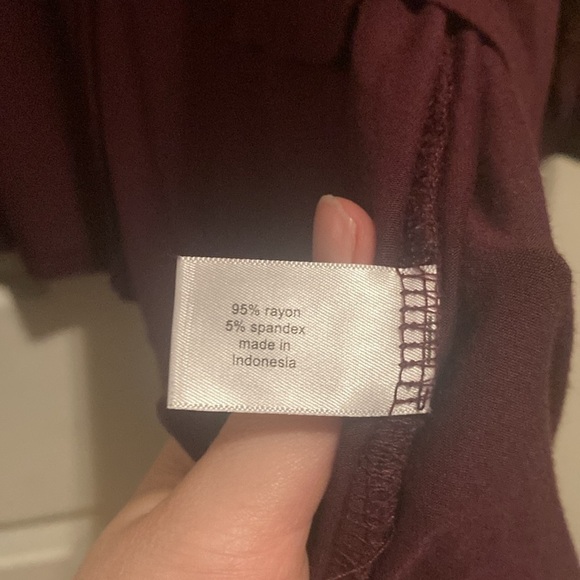 95% rayon
5% spandex
made in
Indonesia